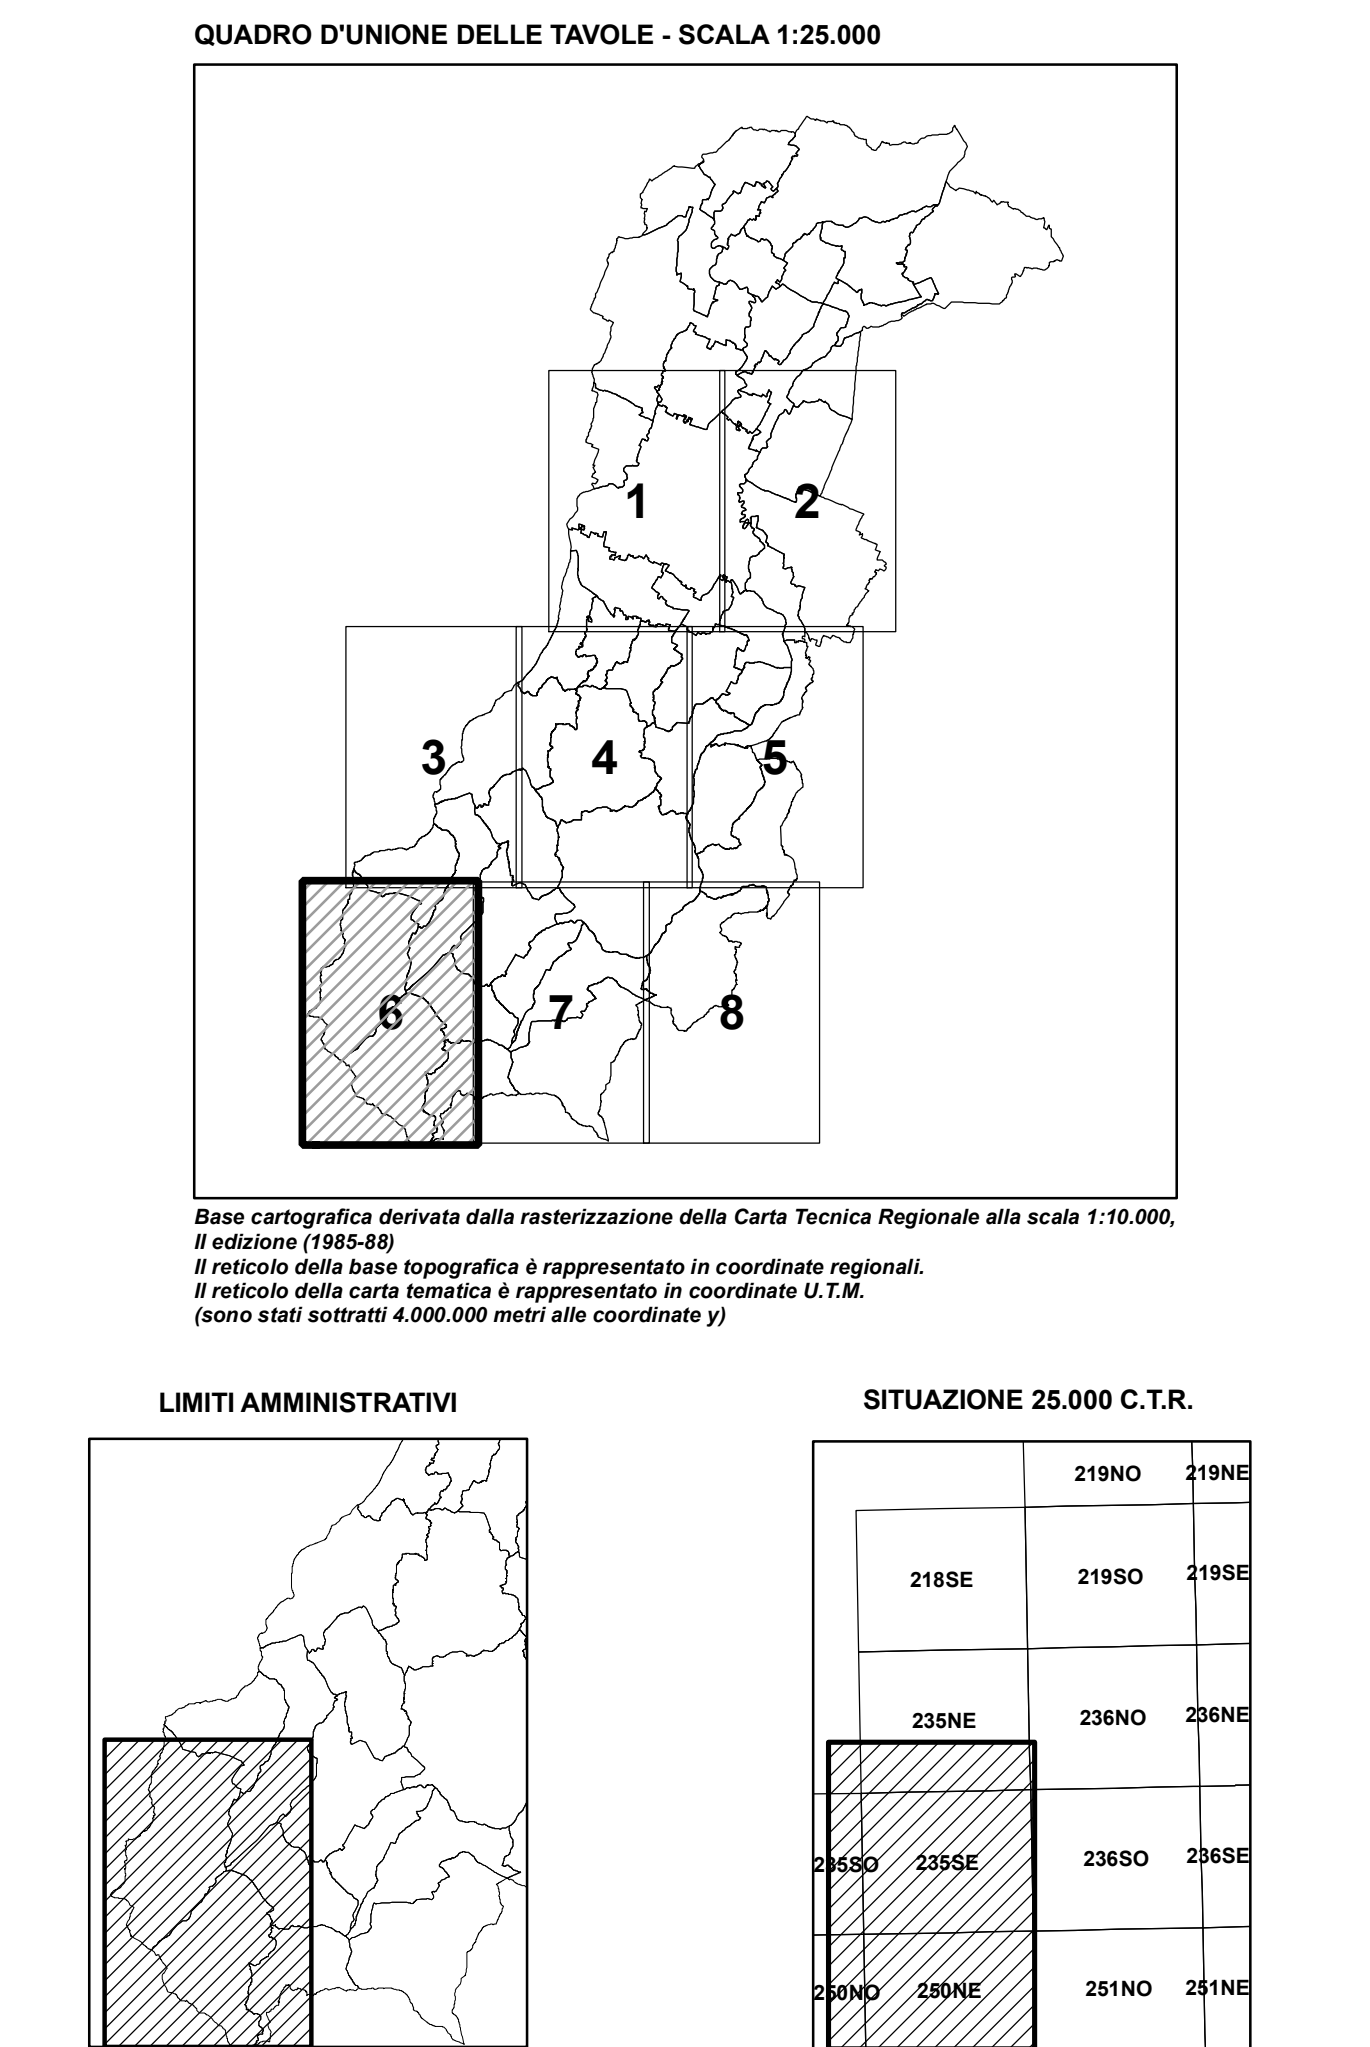 QUADRO D'UNIONE DELLE TAVOLE - SCALA 1:25.000
1
2
3
4
5
6
7
8
Base cartografica derivata dalla rasterizzazione della Carta Tecnica Regionale alla scala 1:10.000,
II edizione (1985-88)
Il reticolo della base topografica è rappresentato in coordinate regionali.
Il reticolo della carta tematica è rappresentato in coordinate U.T.M.
(sono stati sottratti 4.000.000 metri alle coordinate y)
LIMITI AMMINISTRATIVI
SITUAZIONE 25.000 C.T.R.
219NO 219NE
218SE 219SO 219SE
235NE 236NO 236NE
235SO 235SE 236SO 236SE
250NO 250NE 251NO 251NE